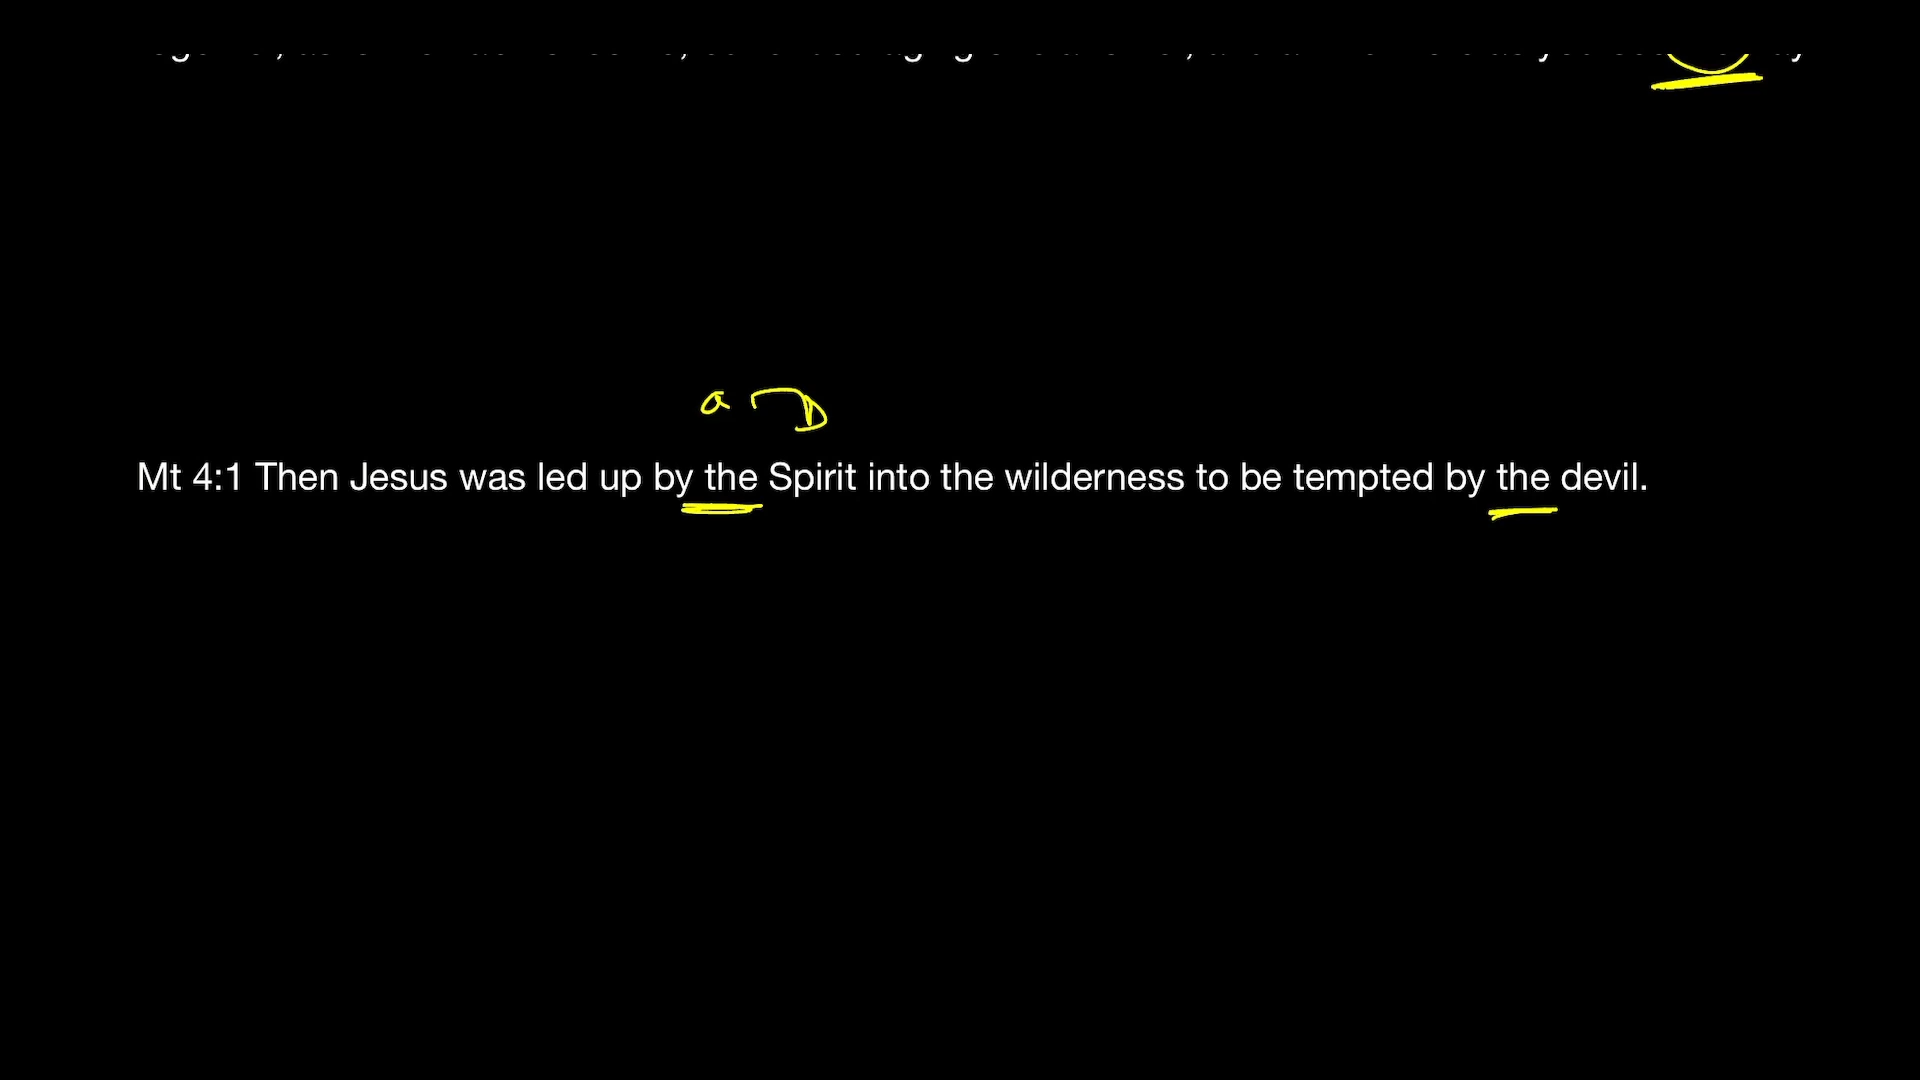 a
Mt 4:1 Then Jesus was led up by the Spirit into the wilderness to be tempted by the devil.